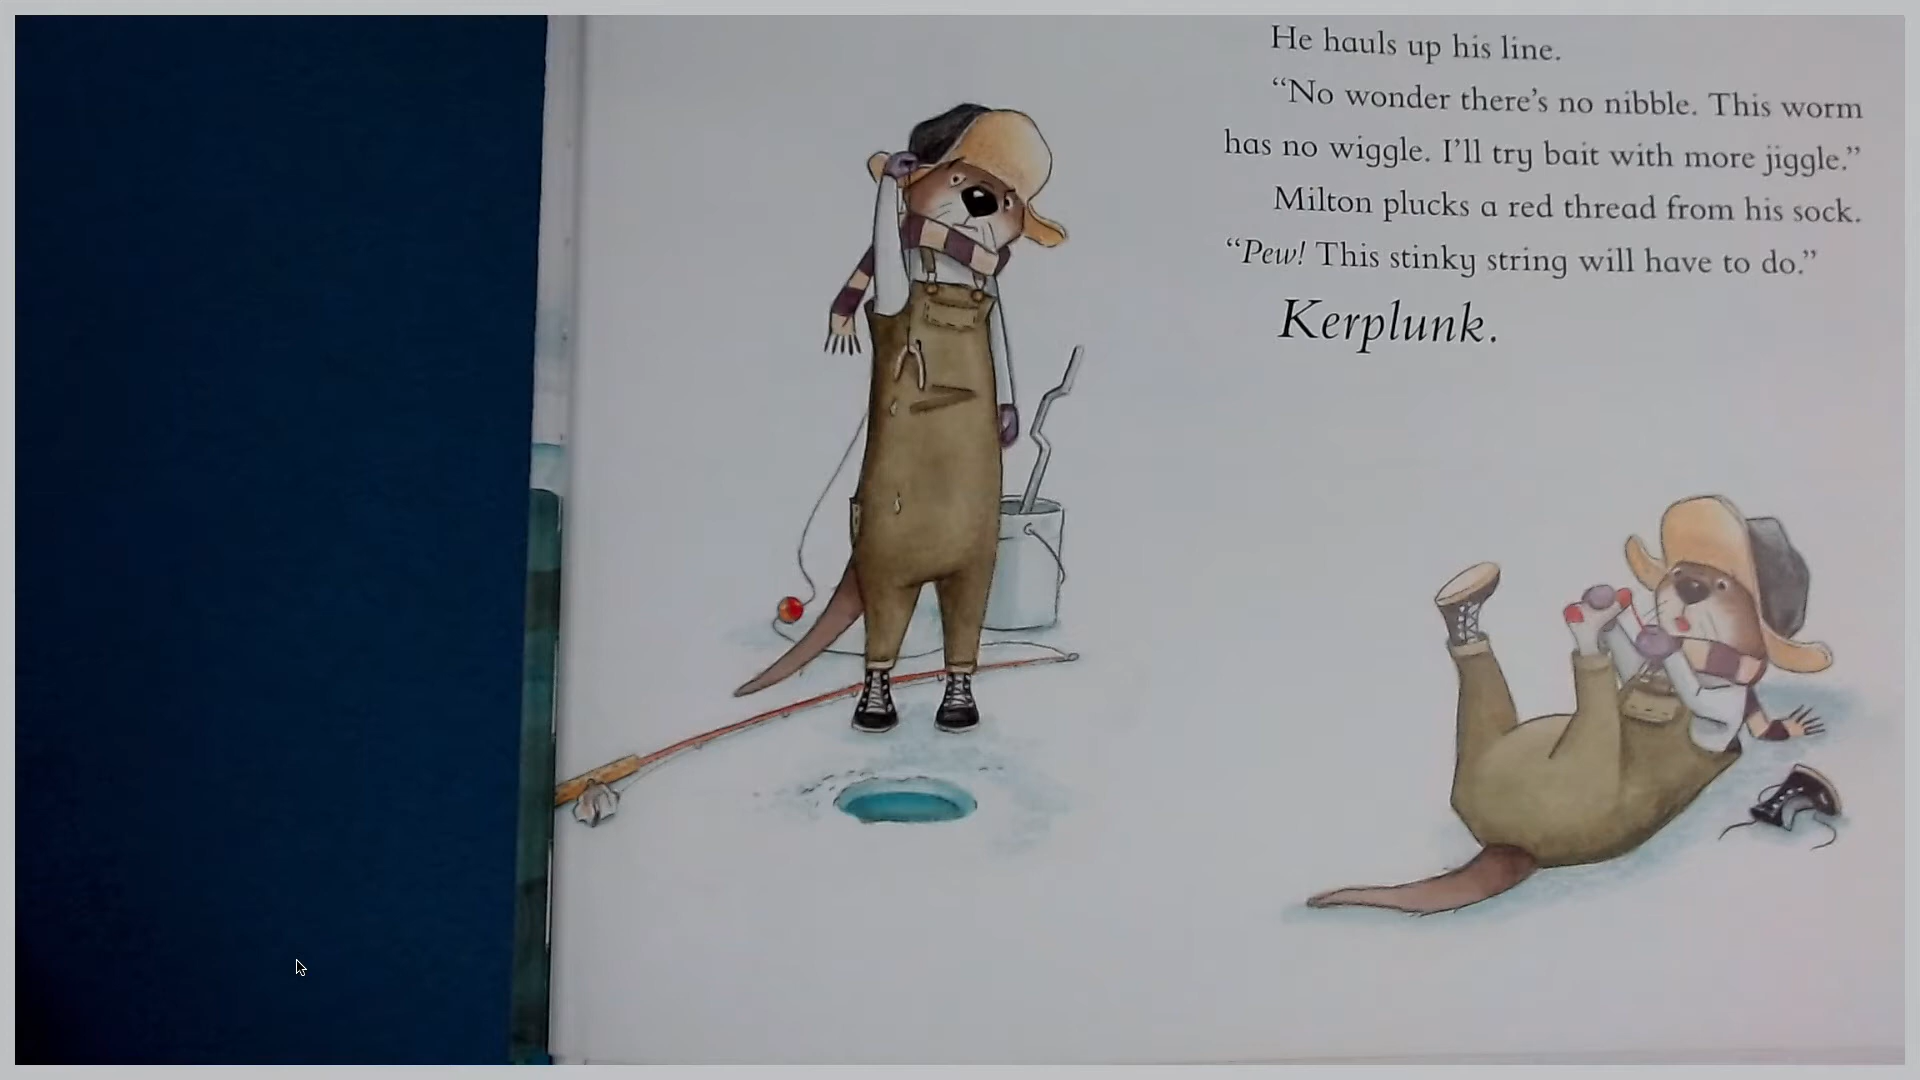 He hauls up his line.
“No wonder there’s no nibble. This worm
has no wiggle. I’ll try bait with more jiggle.”
Milton plucks a red thread from his sock.
“Pew! This stinky string will have to do.”
Kerplunk.